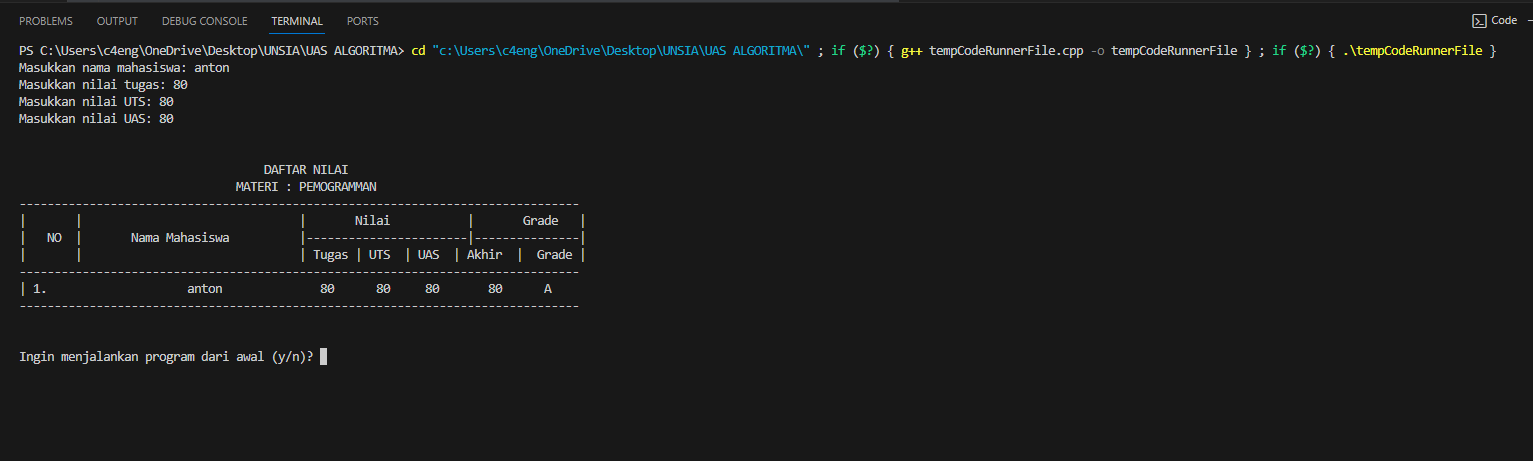 PROBLEMS OUTPUT DEBUG CONSOLE TERMINAL PORTS Code
PS C:\Users\c4eng\OneDrive\Desktop\UNSIA\UAS ALGORITMA> cd "c:\Users\c4eng\OneDrive\Desktop\UNSIA\UAS ALGORITMA\" ; if ($?) { g++ tempCodeRunnerFile.cpp -o tempCodeRunnerFile } ; if ($?) { .\tempCodeRunnerFile }
Masukkan nama mahasiswa: anton
Masukkan nilai tugas: 80
Masukkan nilai UTS: 80
Masukkan nilai UAS: 80
DAFTAR NILAI
MATERI : PEMOGRAMMAN
--------------------------------------------------------------------------------
|       |                               |       Nilai           |       Grade   |
|   NO  |       Nama Mahasiswa          |-----------------------|---------------|
|       |                               | Tugas | UTS  | UAS  | Akhir  |  Grade |
--------------------------------------------------------------------------------
| 1.                    anton              80      80     80       80      A
--------------------------------------------------------------------------------
Ingin menjalankan program dari awal (y/n)?